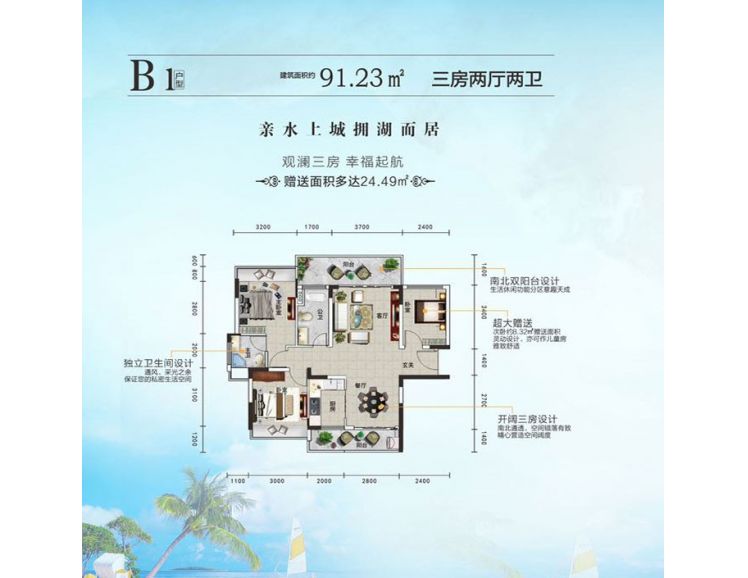 B1户型 建筑面积约 91.23㎡ 三房两厅两卫
亲水上城拥湖而居
观澜三房 幸福起航
赠送面积多达24.49㎡
3200 1700 3700 2400
600
800
2800
2000
3100
1200
1600
2400
1400
2700
1400
阳台
主卧室
客厅
卧室
玄关
餐厅
厨房
卧室
阳台
南北双阳台设计
生活休闲功能分区意趣天成
超大赠送
次卧约8.32㎡赠送面积
灵动设计，亦可作儿童房
雅致舒适
独立卫生间设计
通风、采光之余
保证您的私密生活空间
开阔三房设计
南北通透，空间错落有致
精心营造空间阔度
1100 3000 2000 2800 2400